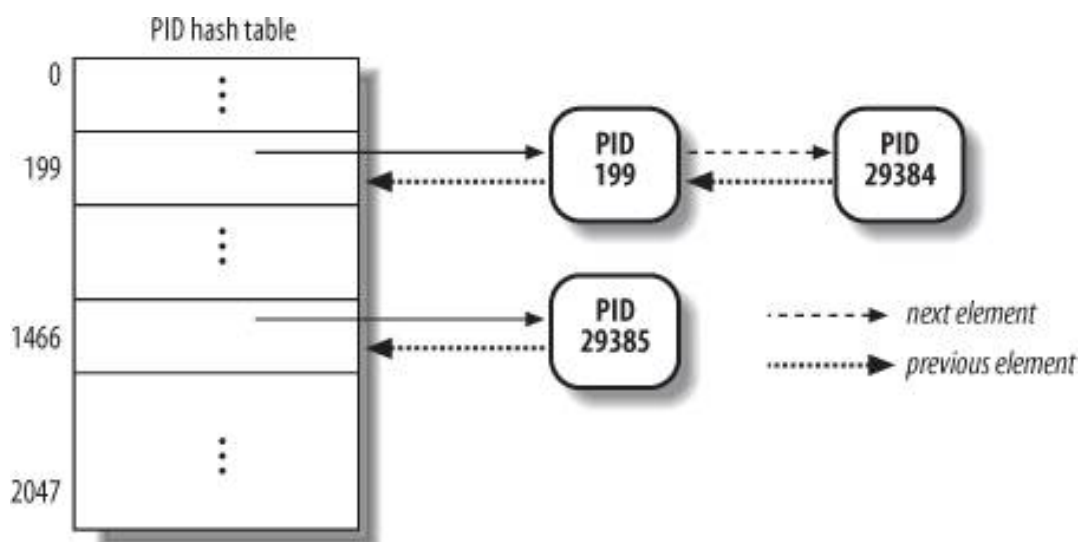 PID hash table
0
199
1466
2047
PID
199
PID
29384
PID
29385
next element
previous element